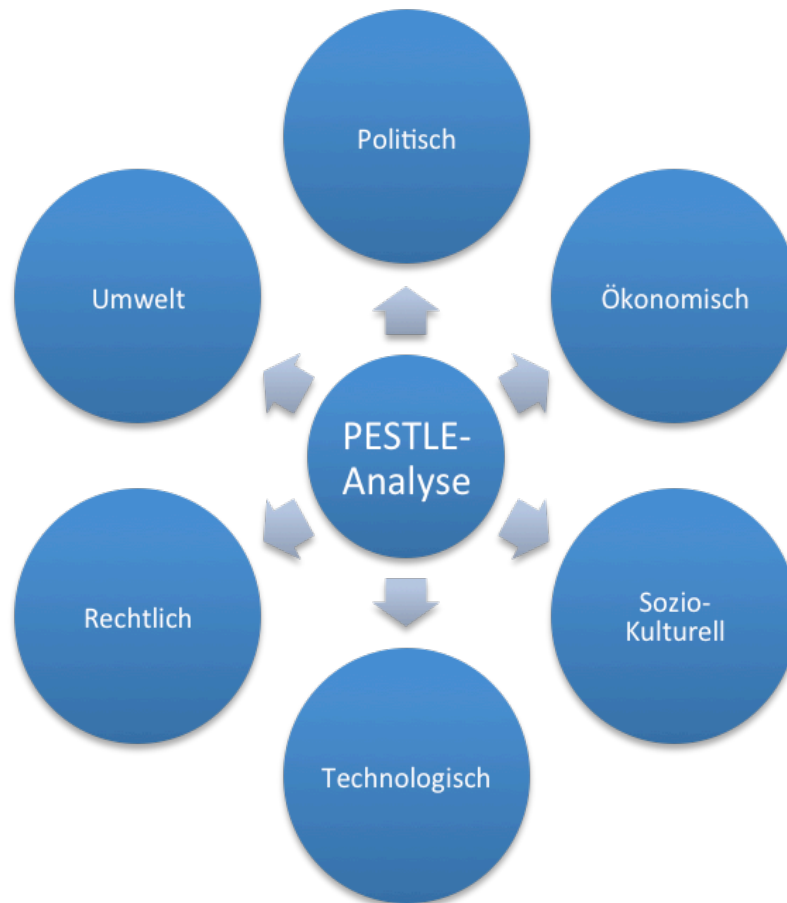 Politisch
Umwelt
Ökonomisch
PESTLE-
Analyse
Rechtlich
Sozio-
Kulturell
Technologisch